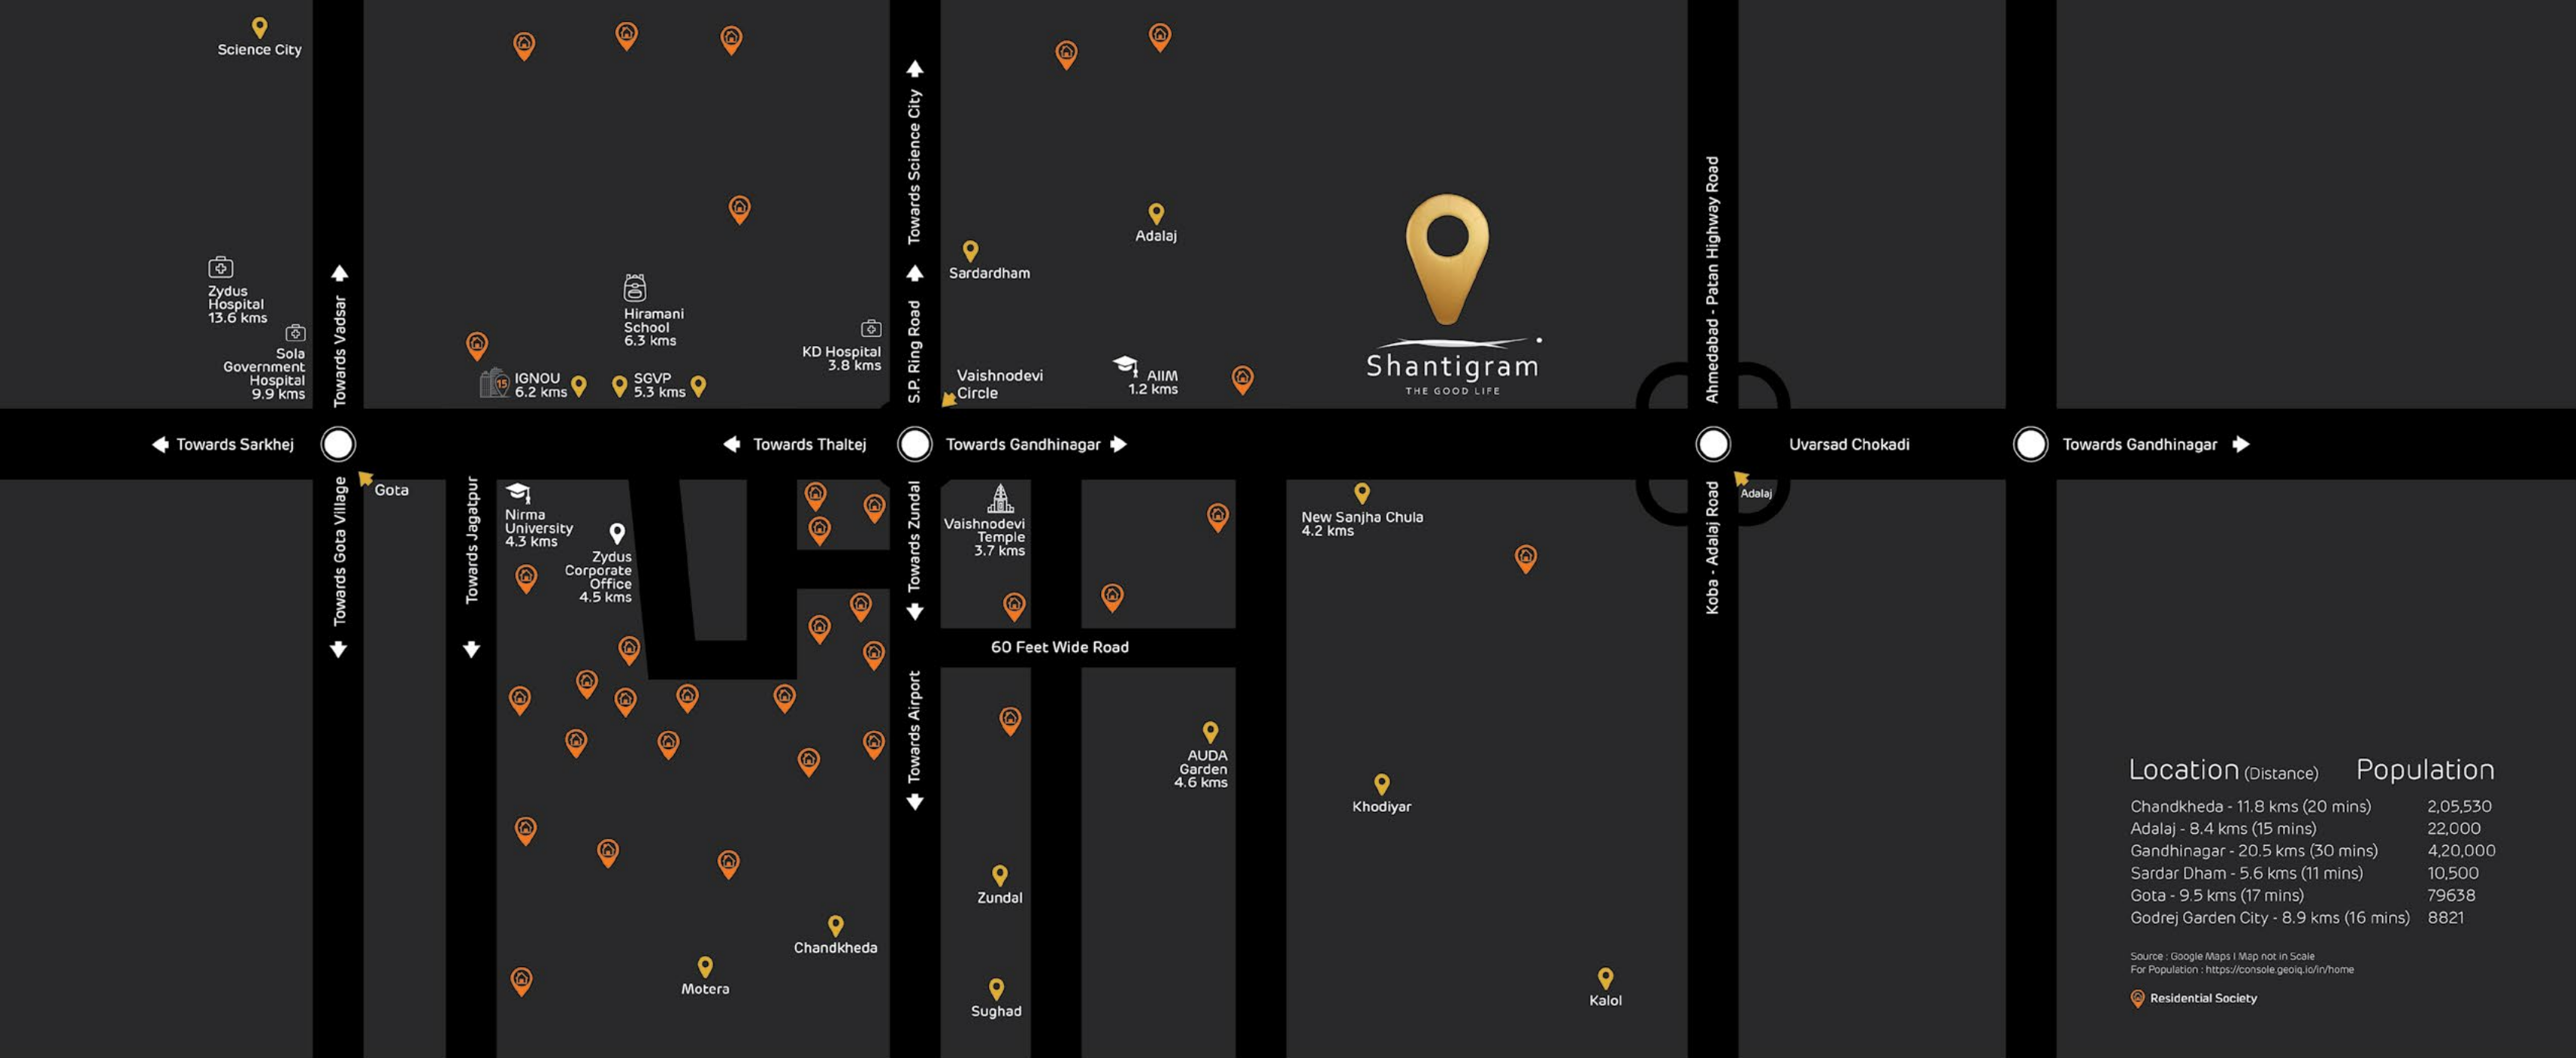 Science City
Zydus
Hospital
13.6 kms
Sola
Government
Hospital
9.9 kms
Towards Vadsar
15
IGNOU
6.2 kms
SGVP
5.3 kms
Hiramani
School
6.3 kms
KD Hospital
3.8 kms
Towards Science City
S.P. Ring Road
Sardardham
Adalaj
Vaishnodevi
Circle
AIIM
1.2 kms
Shantigram
THE GOOD LIFE
Ahmedabad - Patan Highway Road
Towards Sarkhej
Towards Thaltej
Towards Gandhinagar
Uvarsad Chokadi
Towards Gandhinagar
Gota
Towards Gota Village
Towards Jagatpur
Nirma
University
4.3 kms
Zydus
Corporate
Office
4.5 kms
Towards Zundal
Vaishnodevi
Temple
3.7 kms
New Sanjha Chula
4.2 kms
Koba - Adalaj Road
Adalaj
60 Feet Wide Road
Towards Airport
AUDA
Garden
4.6 kms
Khodiyar
Zundal
Chandkheda
Motera
Sughad
Kalol
Location (Distance) Population
Chandkheda - 11.8 kms (20 mins) 2,05,530
Adalaj - 8.4 kms (15 mins) 22,000
Gandhinagar - 20.5 kms (30 mins) 4,20,000
Sardar Dham - 5.6 kms (11 mins) 10,500
Gota - 9.5 kms (17 mins) 79638
Godrej Garden City - 8.9 kms (16 mins) 8821
Source : Google Maps I Map not in Scale
For Population : https://console.geoiq.io/in/home
Residential Society